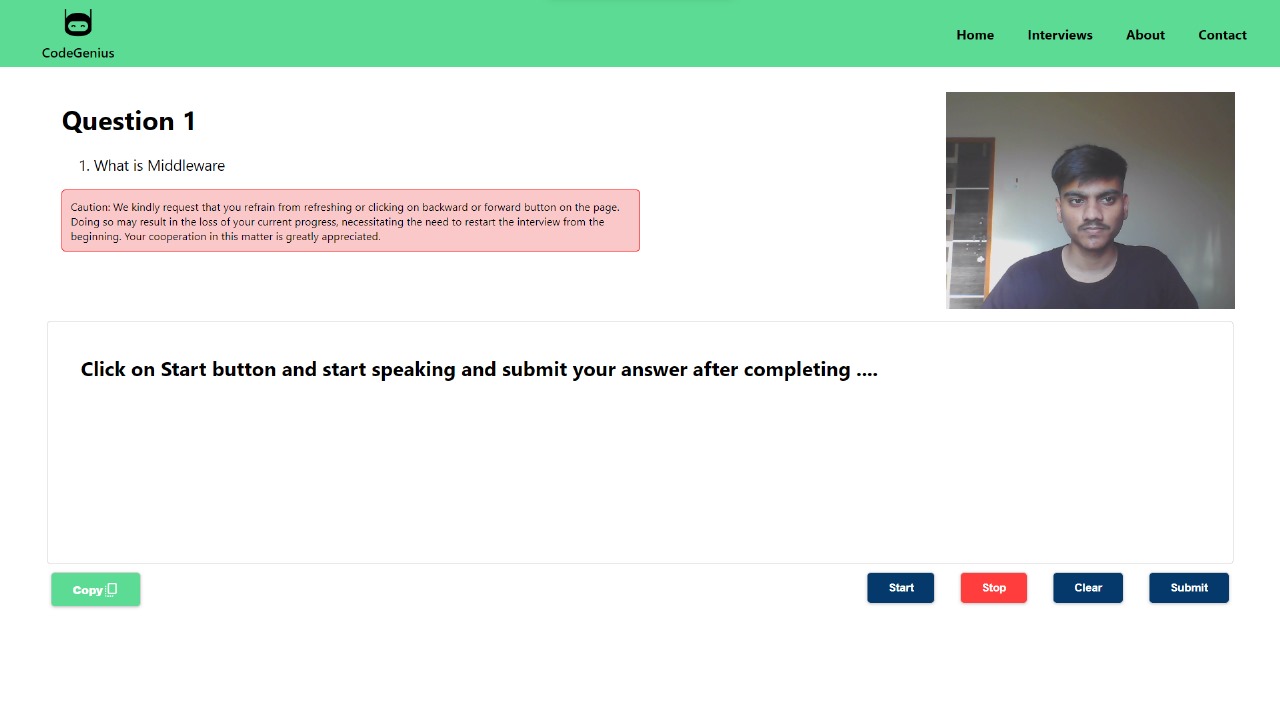 CodeGenius
Home
Interviews
About
Contact
Question 1
1. What is Middleware
Caution: We kindly request that you refrain from refreshing or clicking on backward or forward button on the page.
Doing so may result in the loss of your current progress, necessitating the need to restart the interview from the
beginning. Your cooperation in this matter is greatly appreciated.
Click on Start button and start speaking and submit your answer after completing ....
Copy
Start
Stop
Clear
Submit